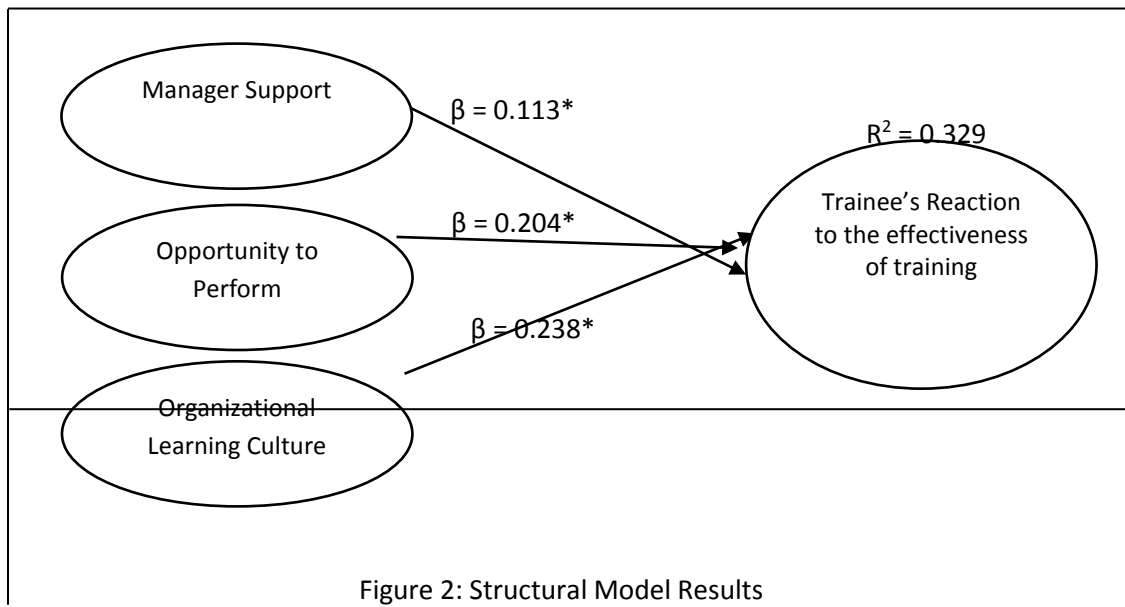 Manager Support
β = 0.113*
R² = 0.329
Trainee’s Reaction
to the effectiveness
of training
Opportunity to
Perform
β = 0.204*
β = 0.238*
Organizational
Learning Culture
Figure 2: Structural Model Results